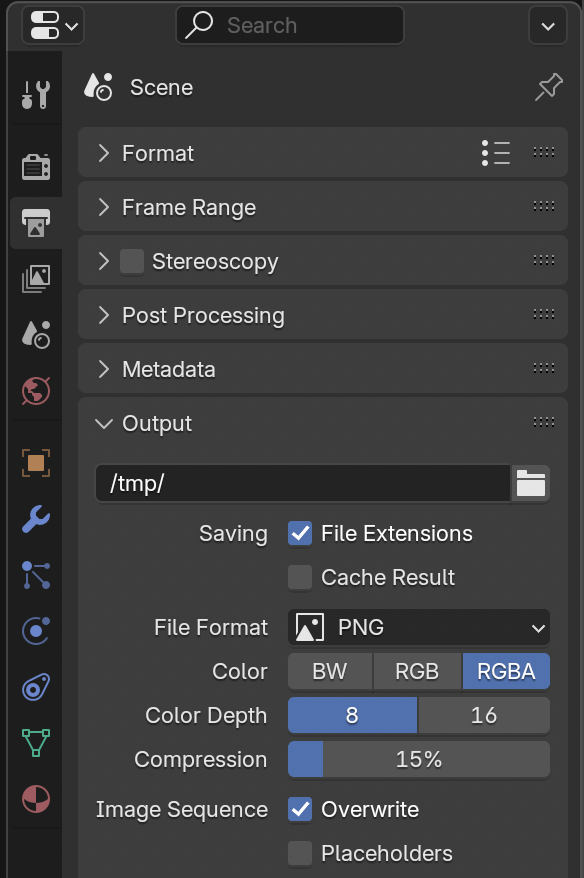 Search
Scene
Format
Frame Range
Stereoscopy
Post Processing
Metadata
Output
/tmp/
Saving File Extensions
Cache Result
File Format PNG
Color BW RGB RGBA
Color Depth 8 16
Compression 15%
Image Sequence Overwrite
Placeholders